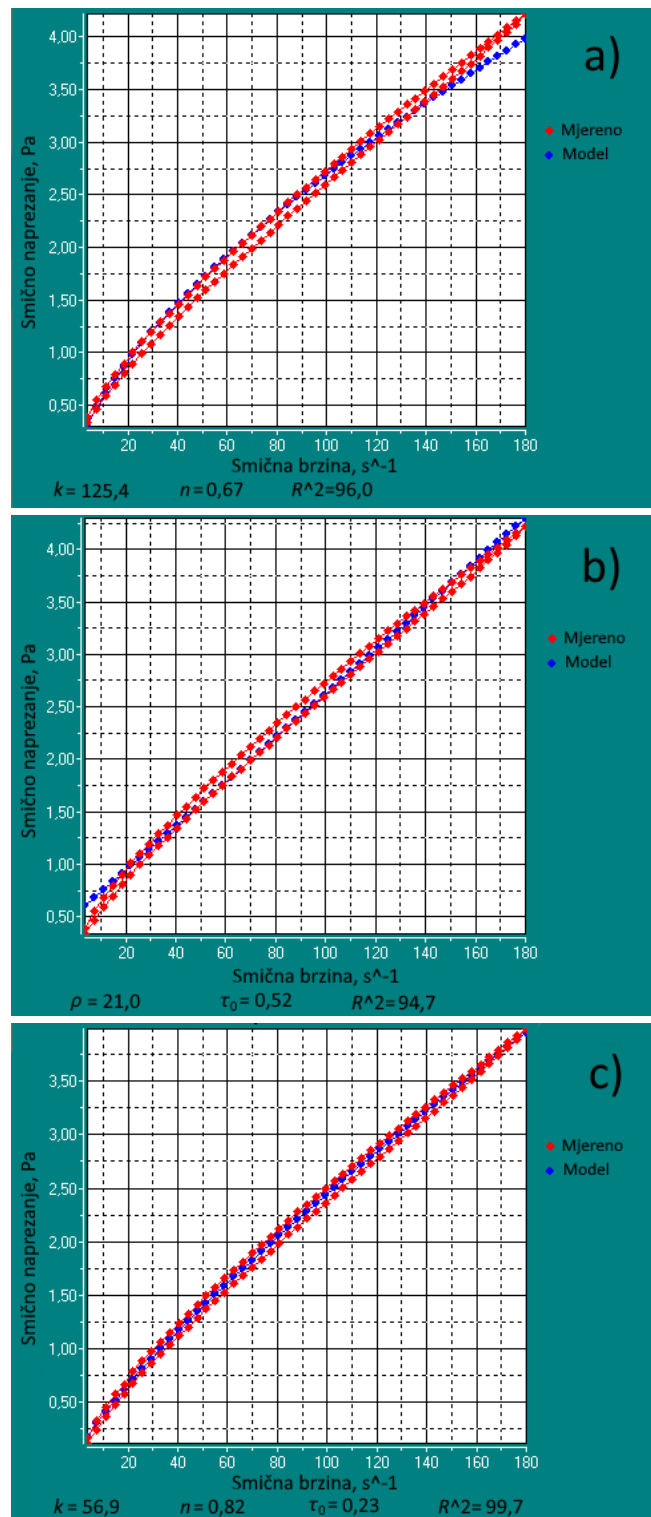 a)
4,00
3,50
3,00
2,50
2,00
1,50
1,00
0,50
Smično naprezanje, Pa
Mjereno
Model
20 40 60 80 100 120 140 160 180
Smična brzina, s^-1
k = 125,4 n = 0,67 R^2=96,0
b)
4,00
3,50
3,00
2,50
2,00
1,50
1,00
0,50
Smično naprezanje, Pa
Mjereno
Model
20 40 60 80 100 120 140 160 180
Smična brzina, s^-1
ρ = 21,0 τ₀ = 0,52 R^2= 94,7
c)
3,50
3,00
2,50
2,00
1,50
1,00
0,50
Smično naprezanje, Pa
Mjereno
Model
20 40 60 80 100 120 140 160 180
Smična brzina, s^-1
k = 56,9 n = 0,82 τ₀ = 0,23 R^2= 99,7